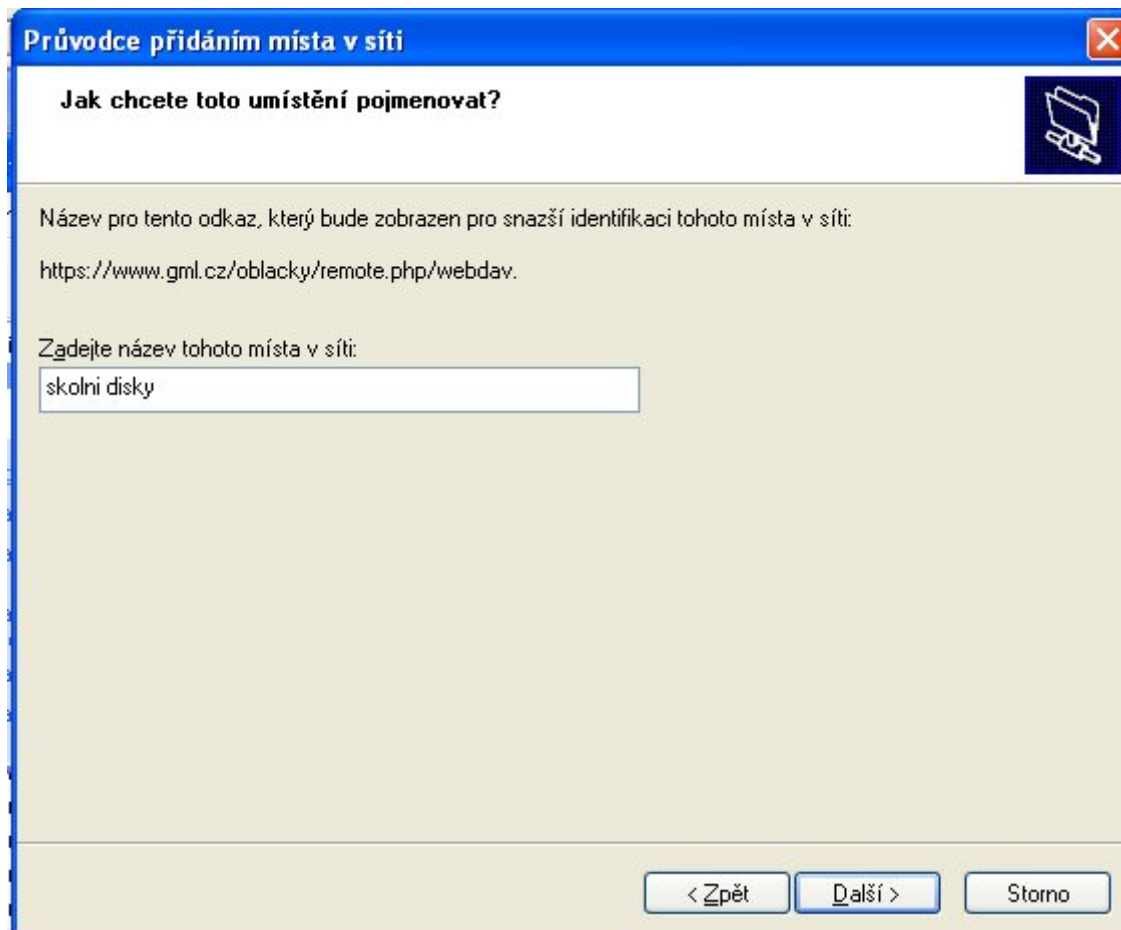 Průvodce přidáním místa v síti
Jak chcete toto umístění pojmenovat?
Název pro tento odkaz, který bude zobrazen pro snazší identifikaci tohoto místa v síti:
https://www.gml.cz/oblacky/remote.php/webdav.
Zadejte název tohoto místa v síti:
skolni disky
< Zpět
Další >
Storno